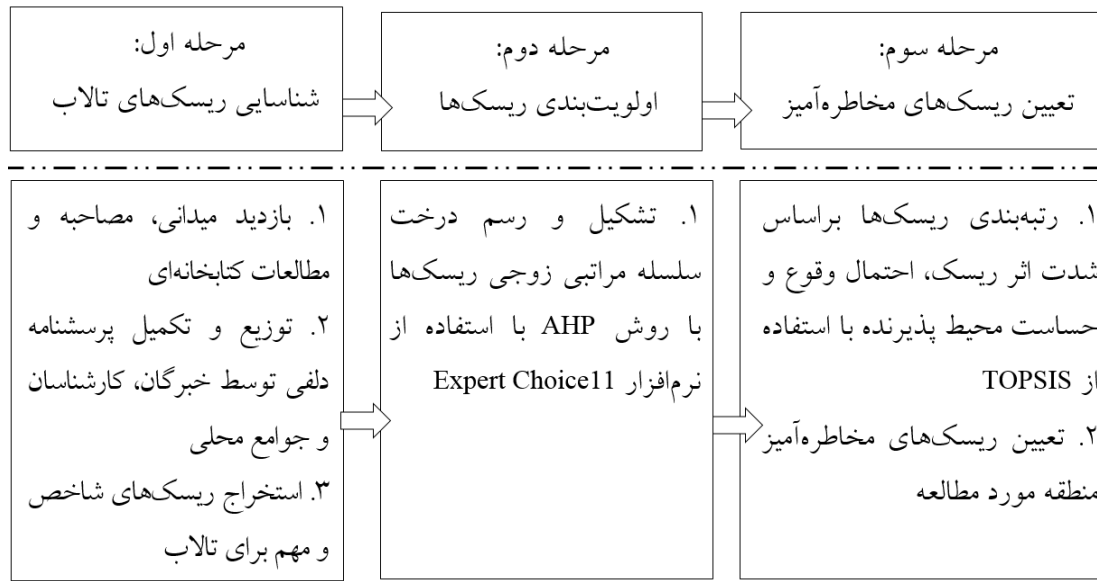 مرحله اول:
شناسایی ریسک‌های تالاب
مرحله دوم:
اولویت‌بندی ریسک‌ها
مرحله سوم:
تعیین ریسک‌های مخاطره‌آمیز
۱. بازدید میدانی، مصاحبه و
مطالعات کتابخانه‌ای
۲. توزیع و تکمیل پرسشنامه
دلفی توسط خبرگان، کارشناسان
و جوامع محلی
۳. استخراج ریسک‌های شاخص
و مهم برای تالاب
۱. تشکیل و رسم درخت
سلسله مراتبی زوجی ریسک‌ها
با روش AHP با استفاده از
نرم‌افزار Expert Choice11
۱. رتبه‌بندی ریسک‌ها براساس
شدت اثر ریسک، احتمال وقوع و
حساست محیط پذیرنده با استفاده
از TOPSIS
۲. تعیین ریسک‌های مخاطره‌آمیز
منطقه مورد مطالعه